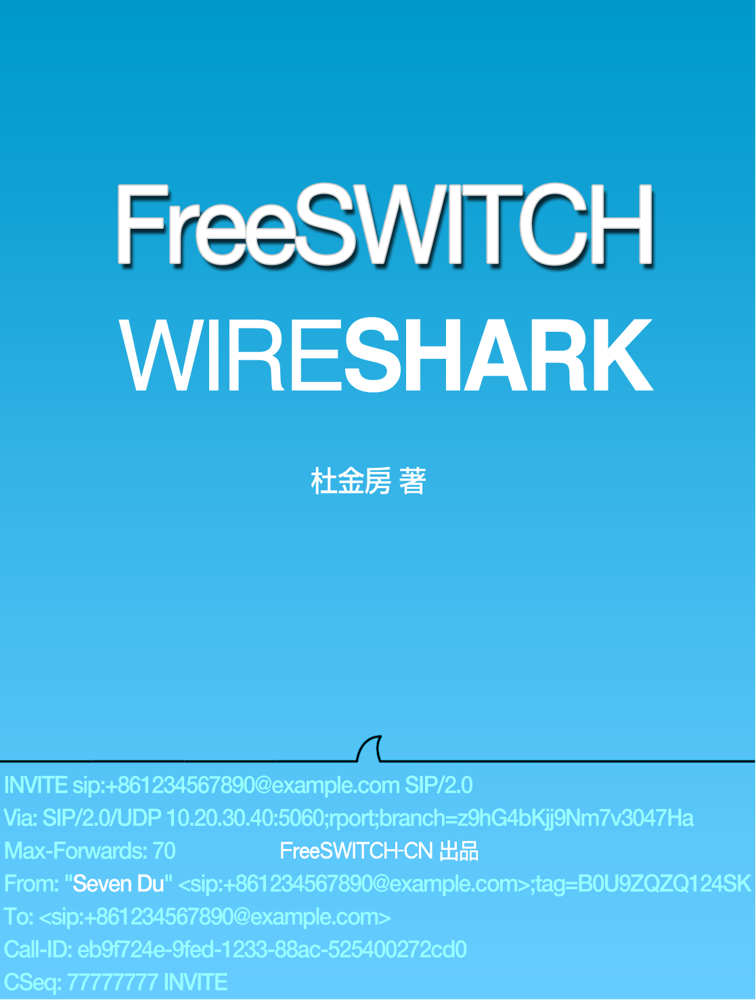 FreeSWITCH
WIRESHARK
杜金房 著
INVITE sip:+861234567890@example.com SIP/2.0
Via: SIP/2.0/UDP 10.20.30.40:5060;rport;branch=z9hG4bKjj9Nm7v3047Ha
Max-Forwards: 70
FreeSWITCH-CN 出品
From: "Seven Du" <sip:+861234567890@example.com>;tag=B0U9ZQZQ124SK
To: <sip:+861234567890@example.com>
Call-ID: eb9f724e-9fed-1233-88ac-525400272cd0
CSeq: 77777777 INVITE